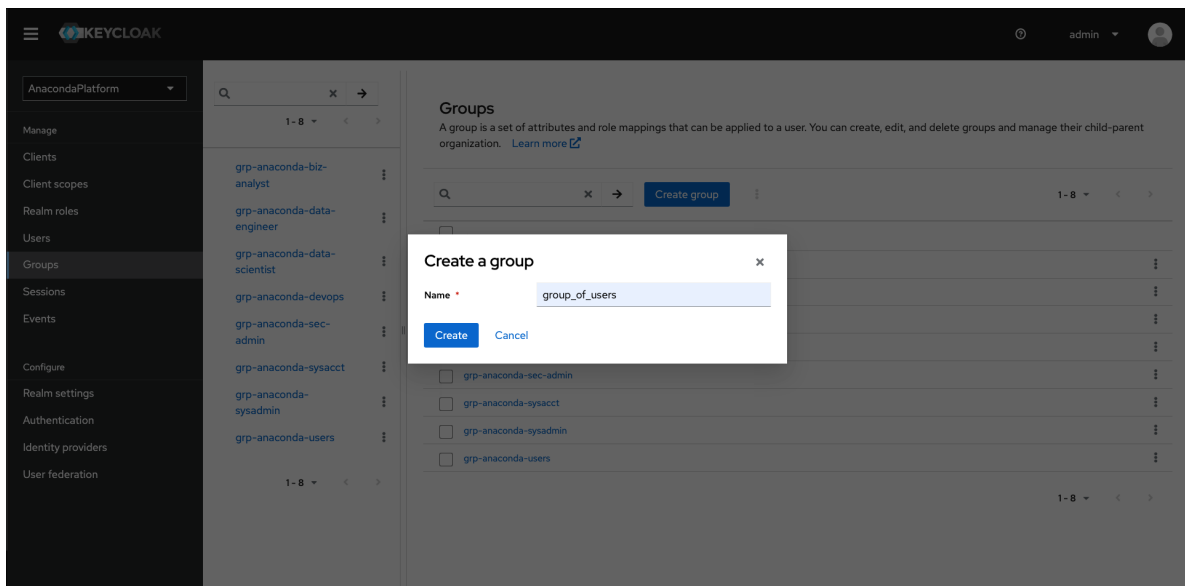 KEYCLOAK
admin
AnacondaPlatform
Manage
Clients
Client scopes
Realm roles
Users
Groups
Sessions
Events
Configure
Realm settings
Authentication
Identity providers
User federation
1 - 8
grp-anaconda-biz-
analyst
grp-anaconda-data-
engineer
grp-anaconda-data-
scientist
grp-anaconda-devops
grp-anaconda-sec-
admin
grp-anaconda-sysacct
grp-anaconda-
sysadmin
grp-anaconda-users
1 - 8
Groups
A group is a set of attributes and role mappings that can be applied to a user. You can create, edit, and delete groups and manage their child-parent
organization. Learn more
Create group
1 - 8
Create a group
Name *
group_of_users
Create
Cancel
grp-anaconda-sec-admin
grp-anaconda-sysacct
grp-anaconda-sysadmin
grp-anaconda-users
1 - 8